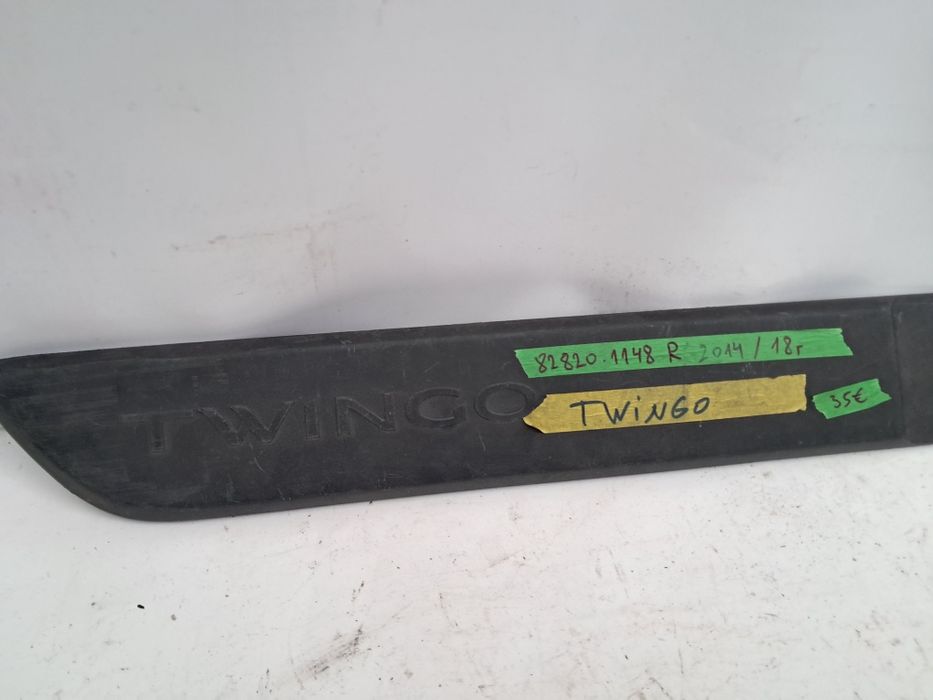 82820.1148 R 2014 / 18r
TWINGO
TWiNGO
35€